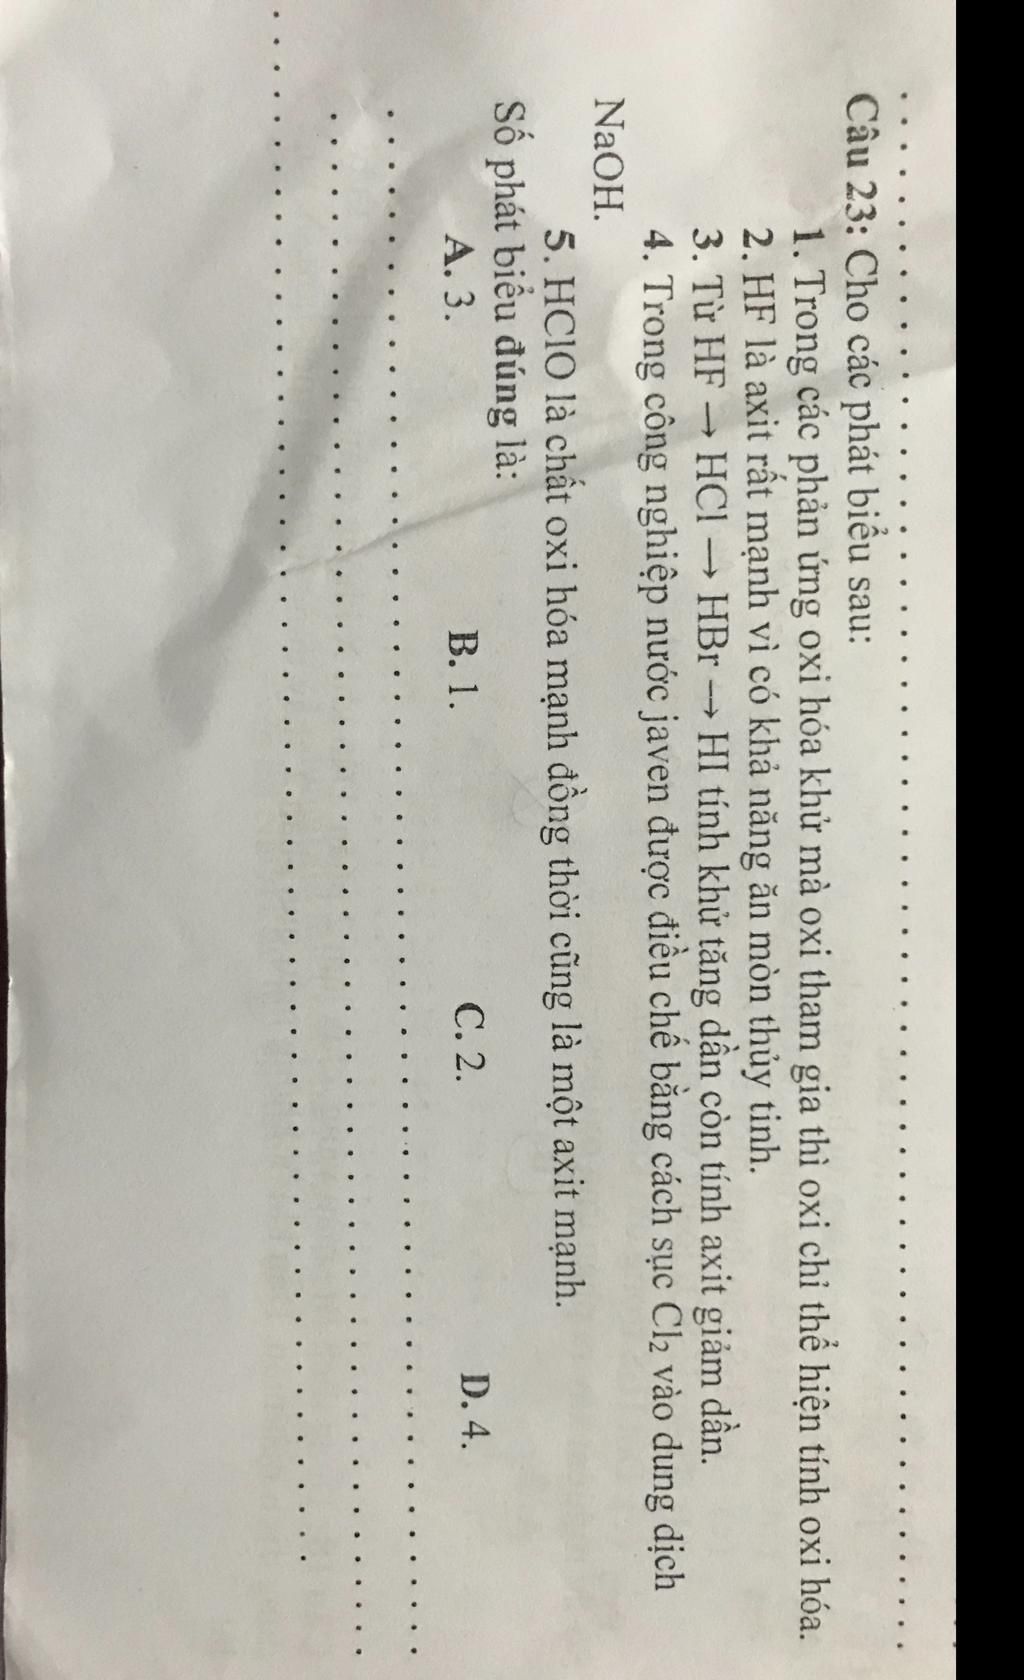 Câu 23: Cho các phát biểu sau:
1. Trong các phản ứng oxi hóa khử mà oxi tham gia thì oxi chỉ thể hiện tính oxi hóa.
2. HF là axit rất mạnh vì có khả năng ăn mòn thủy tinh.
3. Từ HF → HCl → HBr → HI tính khử tăng dần còn tính axit giảm dần.
4. Trong công nghiệp nước javen được điều chế bằng cách sục Cl₂ vào dung dịch
NaOH.
5. HClO là chất oxi hóa mạnh đồng thời cũng là một axit mạnh.
Số phát biểu đúng là:
A. 3. B. 1. C. 2. D. 4.